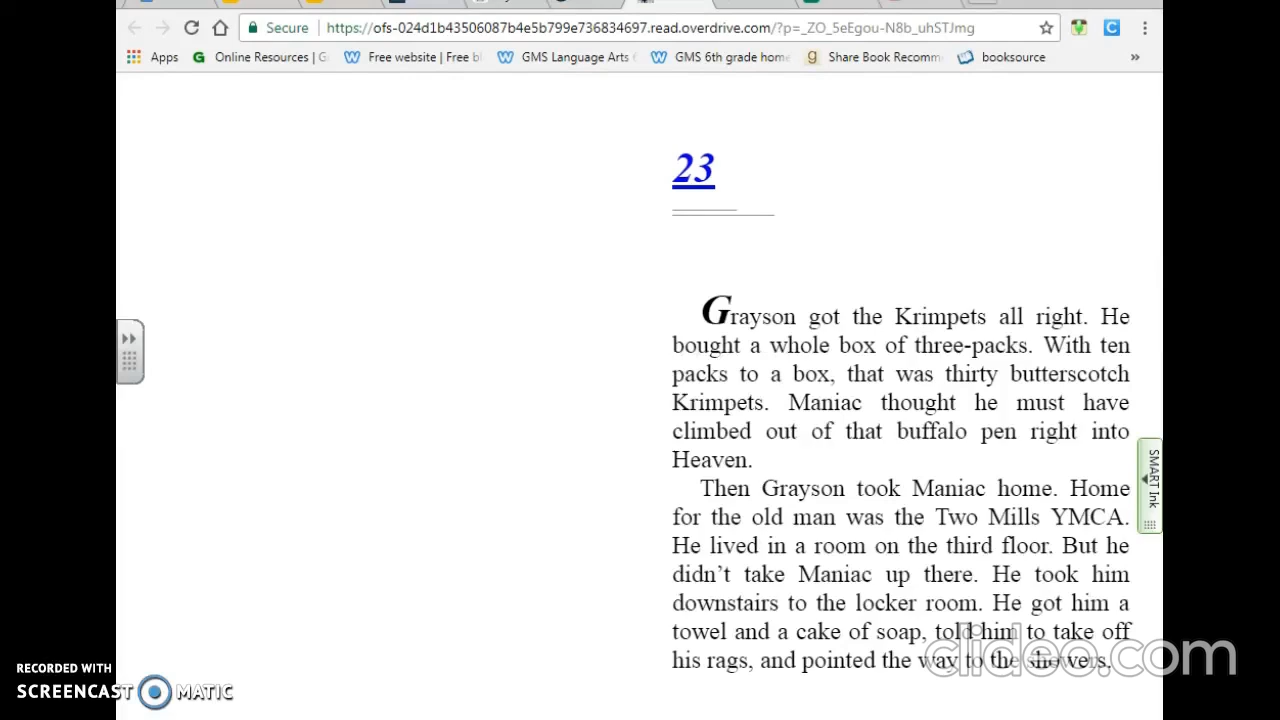 Secure https://ofs-024d1b43506087b4e5b799e736834697.read.overdrive.com/?p=_ZO_5eEgou-N8b_uhSTJmg
Apps Online Resources | G Free website | Free bl GMS Language Arts GMS 6th grade home Share Book Recomm booksource »
23
Grayson got the Krimpets all right. He
bought a whole box of three-packs. With ten
packs to a box, that was thirty butterscotch
Krimpets. Maniac thought he must have
climbed out of that buffalo pen right into
Heaven.
Then Grayson took Maniac home. Home
for the old man was the Two Mills YMCA.
He lived in a room on the third floor. But he
didn't take Maniac up there. He took him
downstairs to the locker room. He got him a
towel and a cake of soap, told him to take off
his rags, and pointed the way to the showers.
SMART Ink
clideo.com
RECORDED WITH
SCREENCAST MATIC